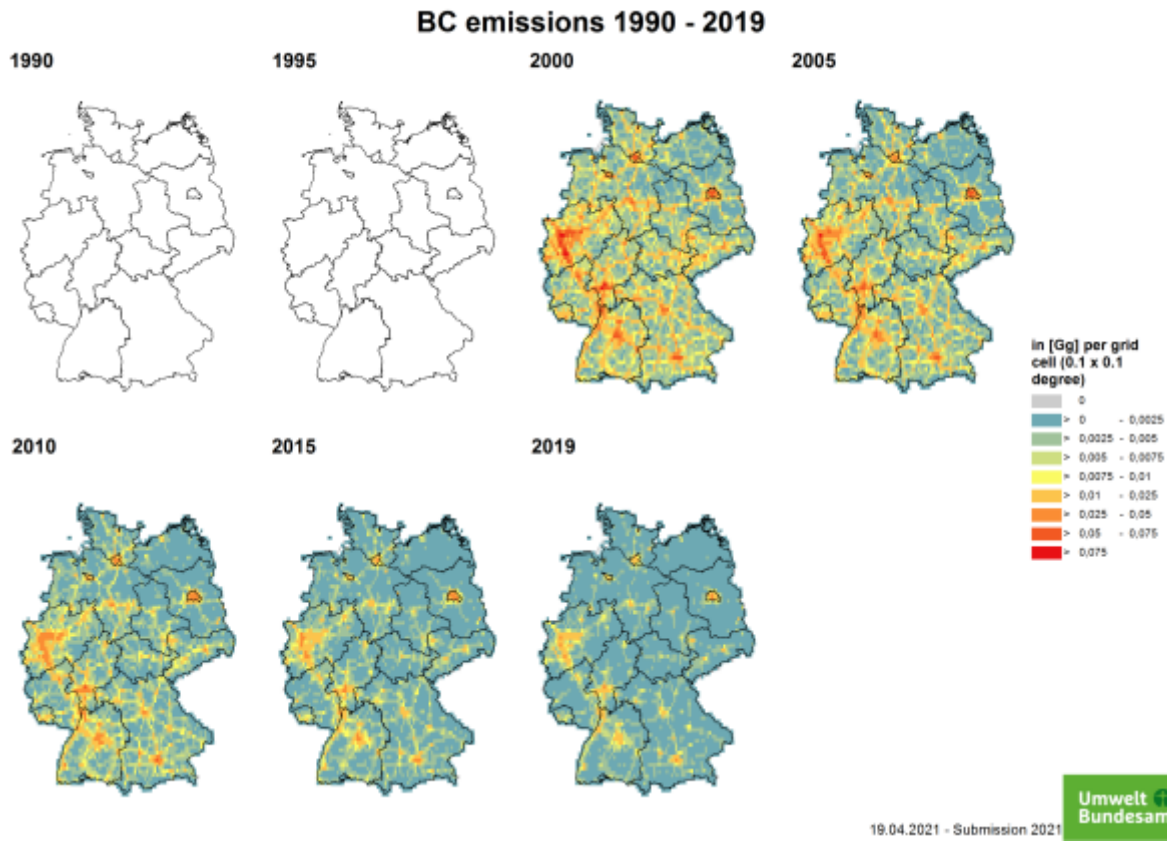 BC emissions 1990 - 2019
1990
1995
2000
2005
in [Gg] per grid
cell (0.1 x 0.1
degree)
0
> 0 - 0,0025
> 0,0025 - 0,005
> 0,005 - 0,0075
> 0,0075 - 0,01
> 0,01 - 0,025
> 0,025 - 0,05
> 0,05 - 0,075
> 0,075
2010
2015
2019
Umwelt
Bundesam
19.04.2021 - Submission 2021